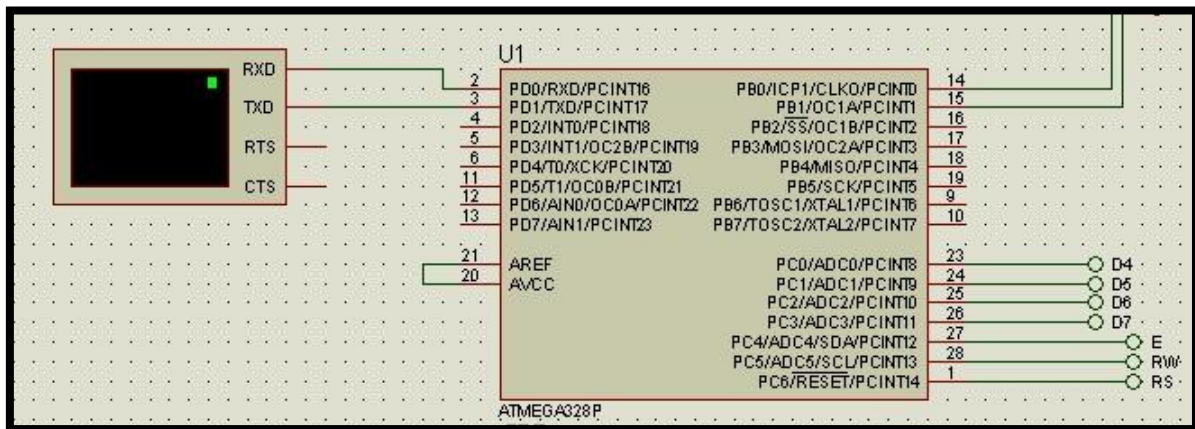 U1
RXD
TXD
RTS
CTS
2 PD0/RXD/PCINT16
3 PD1/TXD/PCINT17
4 PD2/INT0/PCINT18
5 PD3/INT1/OC2B/PCINT19
6 PD4/T0/XCK/PCINT20
11 PD5/T1/OC0B/PCINT21
12 PD6/AIN0/OC0A/PCINT22
13 PD7/AIN1/PCINT23
21 AREF
20 AVCC
PB0/ICP1/CLKO/PCINT0 14
PB1/OC1A/PCINT1 15
PB2/SS/OC1B/PCINT2 16
PB3/MOSI/OC2A/PCINT3 17
PB4/MISO/PCINT4 18
PB5/SCK/PCINT5 19
PB6/TOSC1/XTAL1/PCINT6 9
PB7/TOSC2/XTAL2/PCINT7 10
PC0/ADC0/PCINT8 23 D4
PC1/ADC1/PCINT9 24 D5
PC2/ADC2/PCINT10 25 D6
PC3/ADC3/PCINT11 26 D7
PC4/ADC4/SDA/PCINT12 27 E
PC5/ADC5/SCL/PCINT13 28 RW
PC6/RESET/PCINT14 1 RS
ATMEGA328P